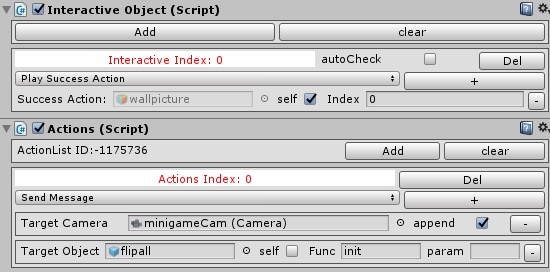 Interactive Object (Script)
Add clear
Interactive Index: 0 autoCheck Del
Play Success Action +
Success Action: wallpicture self Index 0 -
Actions (Script)
ActionList ID:-1175736 Add clear
Actions Index: 0 Del
Send Message +
Target Camera minigameCam (Camera) append -
Target Object flipall self Func init param -